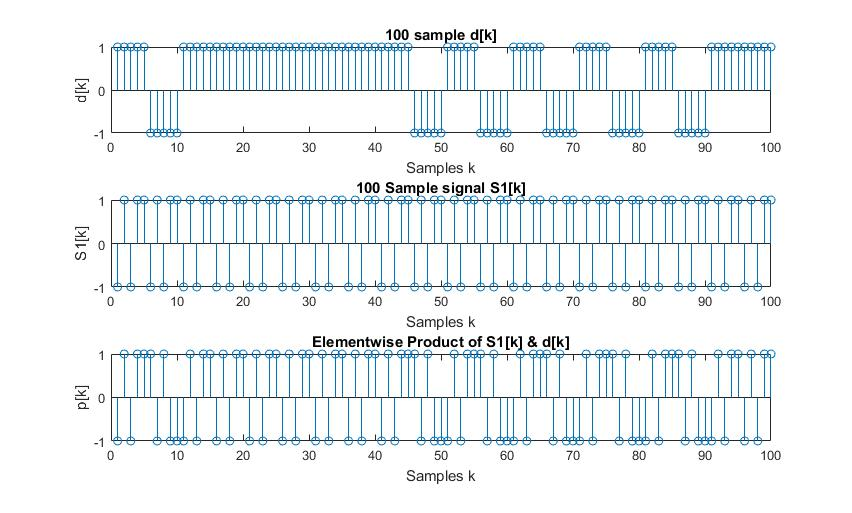 100 sample d[k]
1
0
-1
d[k]
0 10 20 30 40 50 60 70 80 90 100
Samples k
100 Sample signal S1[k]
1
0
-1
S1[k]
0 10 20 30 40 50 60 70 80 90 100
Samples k
Elementwise Product of S1[k] & d[k]
1
0
-1
p[k]
0 10 20 30 40 50 60 70 80 90 100
Samples k